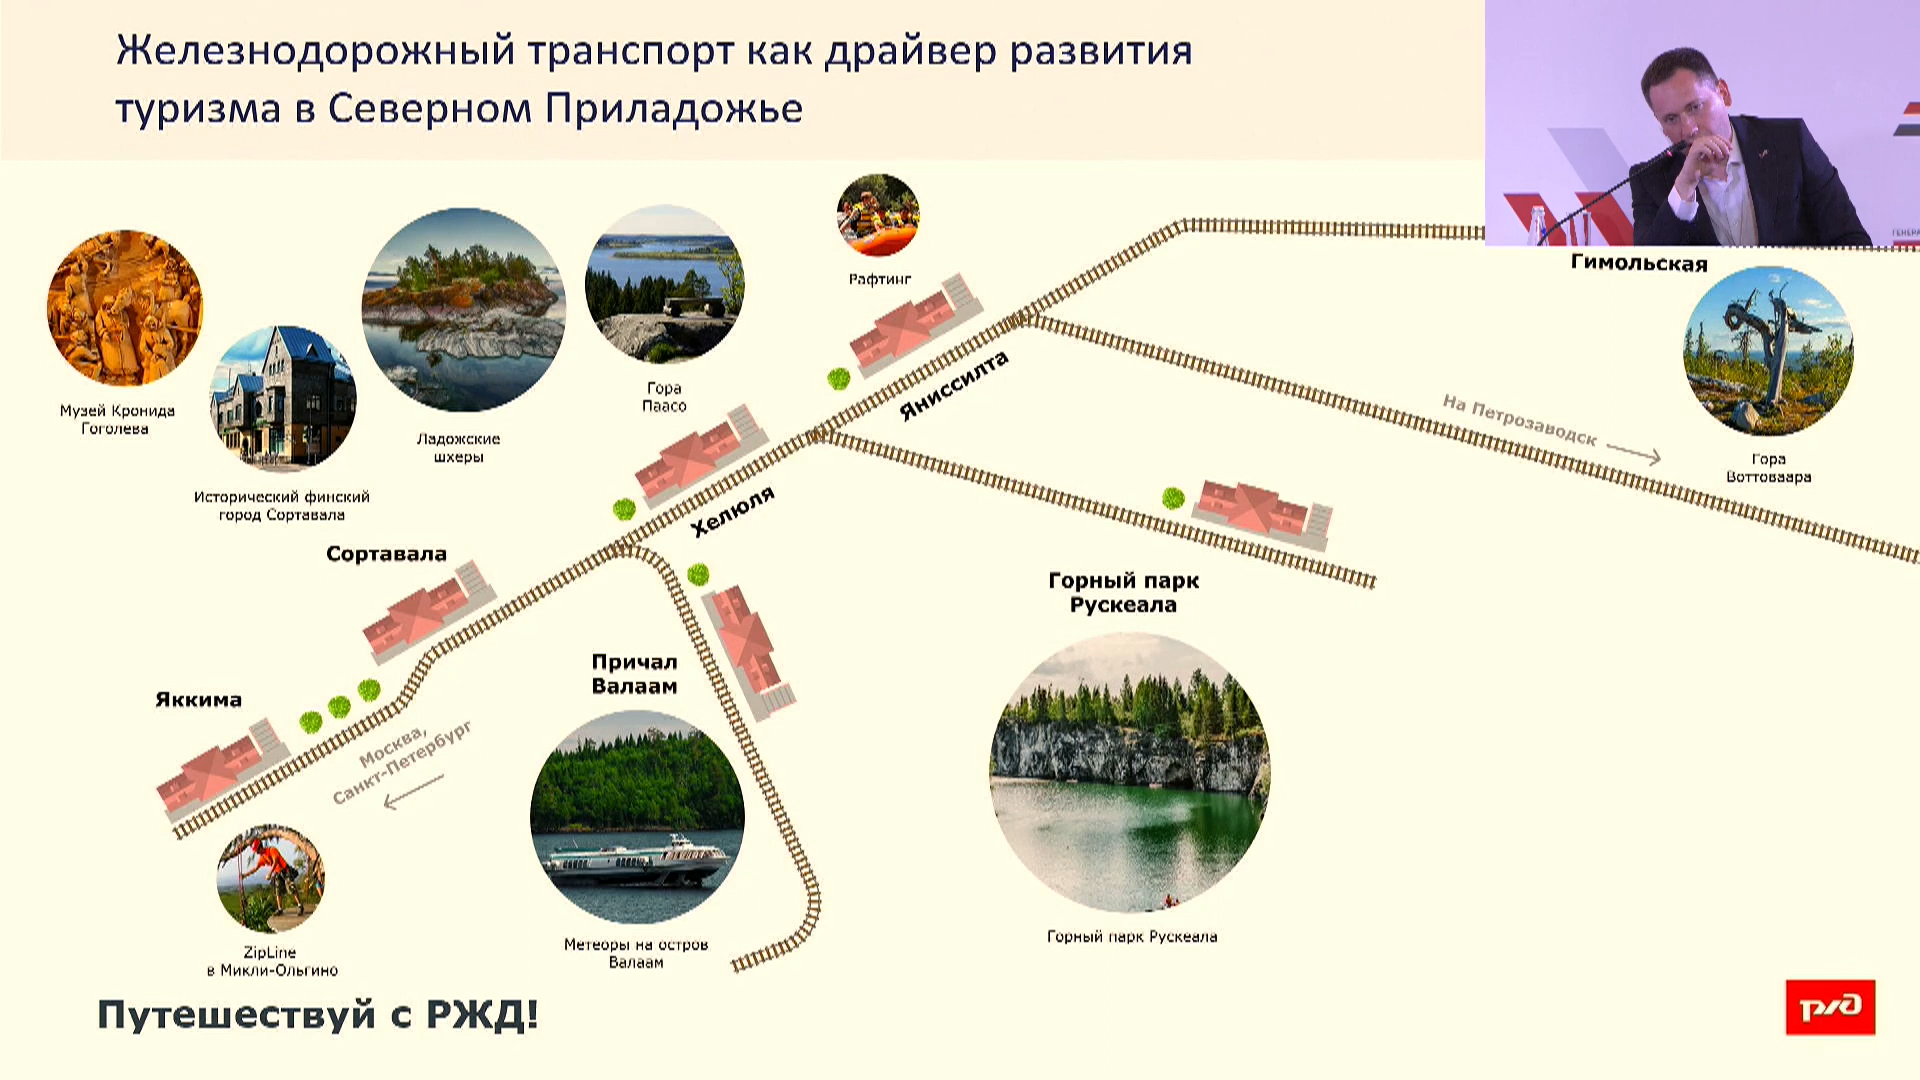 Железнодорожный транспорт как драйвер развития
туризма в Северном Приладожье
Рафтинг
Гимольская
Музей Кронида
Гоголева
Исторический финский
город Сортавала
Ладожские
шхеры
Гора
Паасо
Яниссилта
На Петрозаводск
Гора
Воттоваара
Хелюля
Сортавала
Горный парк
Рускеала
Причал
Валаам
Яккима
Москва,
Санкт-Петербург
ZipLine
в Микли-Ольгино
Метеоры на остров
Валаам
Горный парк Рускеала
Путешествуй с РЖД!
ржд